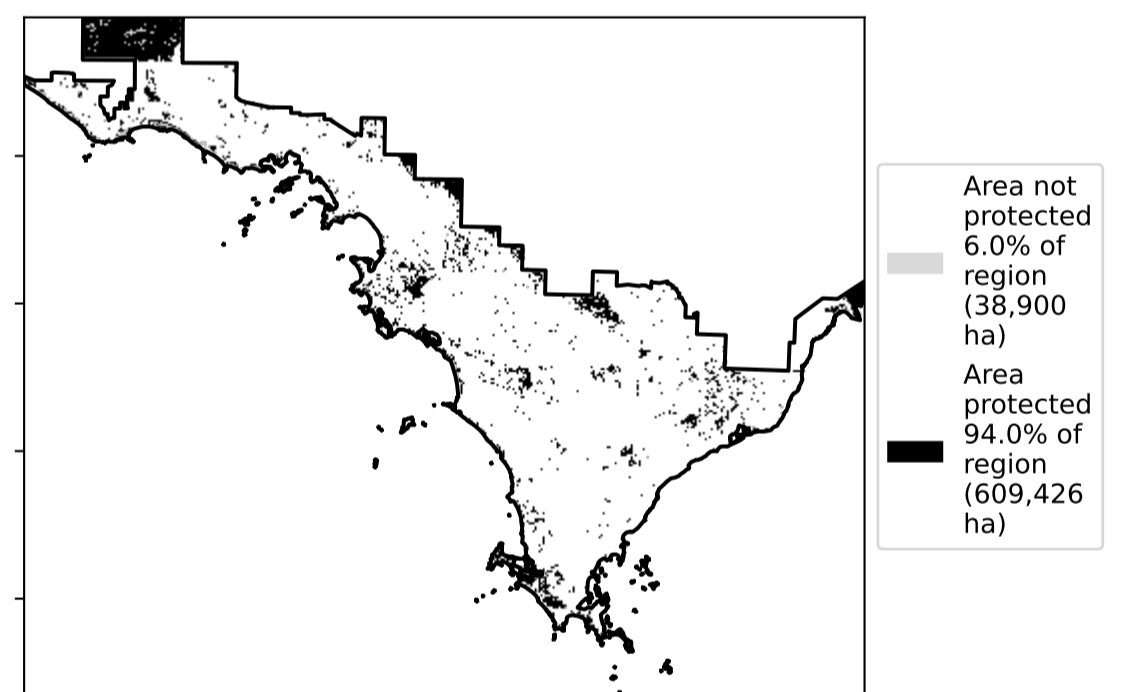 Area not
protected
6.0% of
region
(38,900
ha)
Area
protected
94.0% of
region
(609,426
ha)